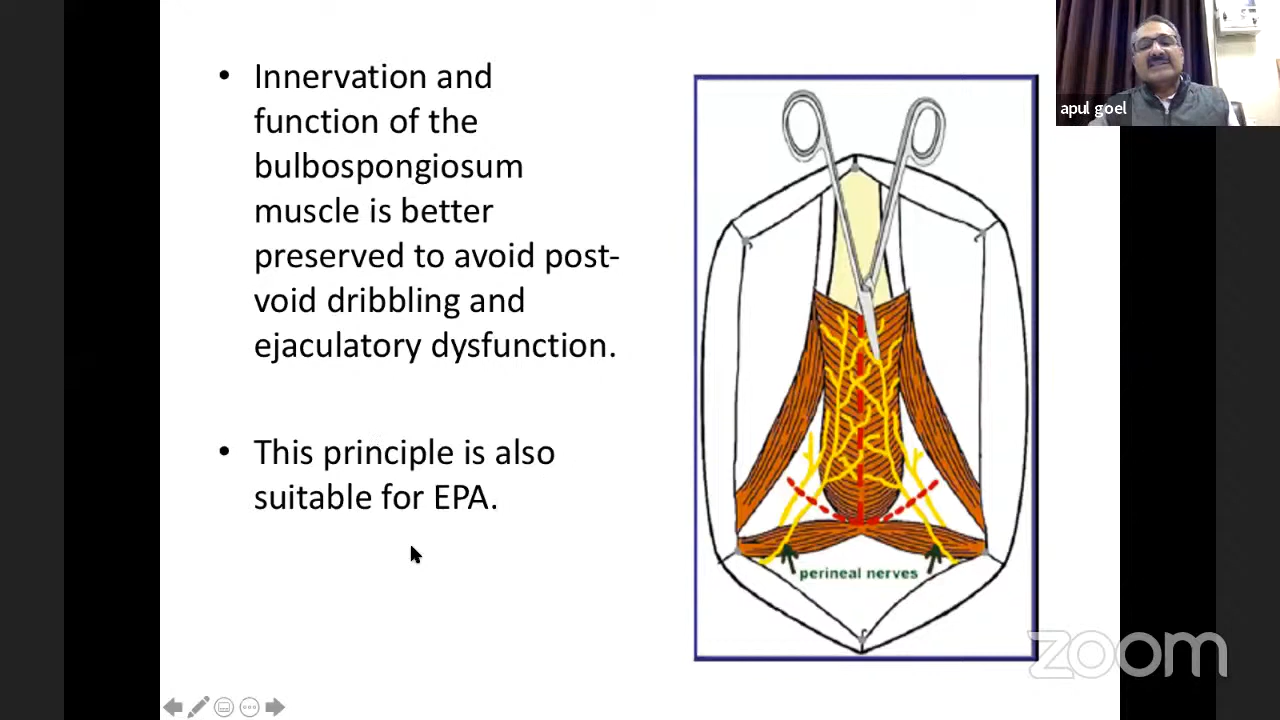 • Innervation and
function of the
bulbospongiosum
muscle is better
preserved to avoid post-
void dribbling and
ejaculatory dysfunction.
• This principle is also
suitable for EPA.
perineal nerves
apul goel
zoom